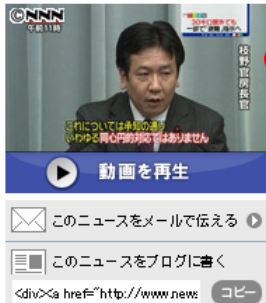 ©NNN
午前11時
枝野官房長官
これについては承知の通り
いわゆる同心円的対応ではありません
動画を再生
このニュースをメールで伝える
このニュースをブログに書く
<div><a href="http://www.news
コピー